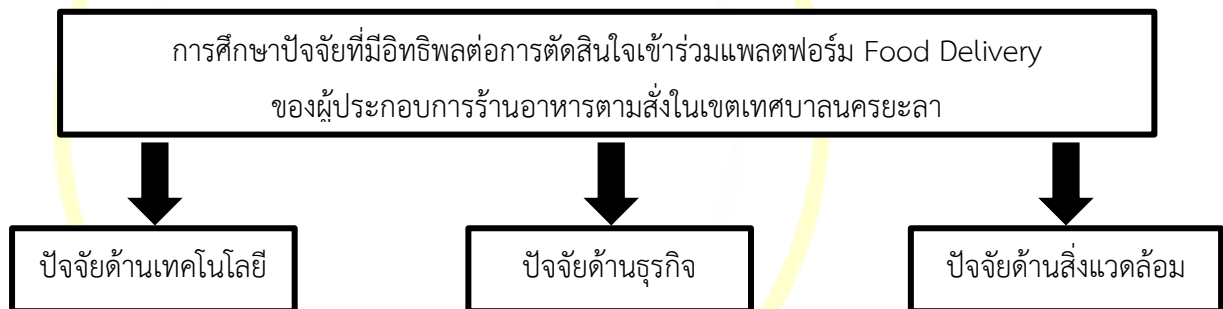 การศึกษาปัจจัยที่มีอิทธิพลต่อการตัดสินใจเข้าร่วมแพลตฟอร์ม Food Delivery
ของผู้ประกอบการร้านอาหารตามสั่งในเขตเทศบาลนครยะลา
ปัจจัยด้านเทคโนโลยี
ปัจจัยด้านธุรกิจ
ปัจจัยด้านสิ่งแวดล้อม